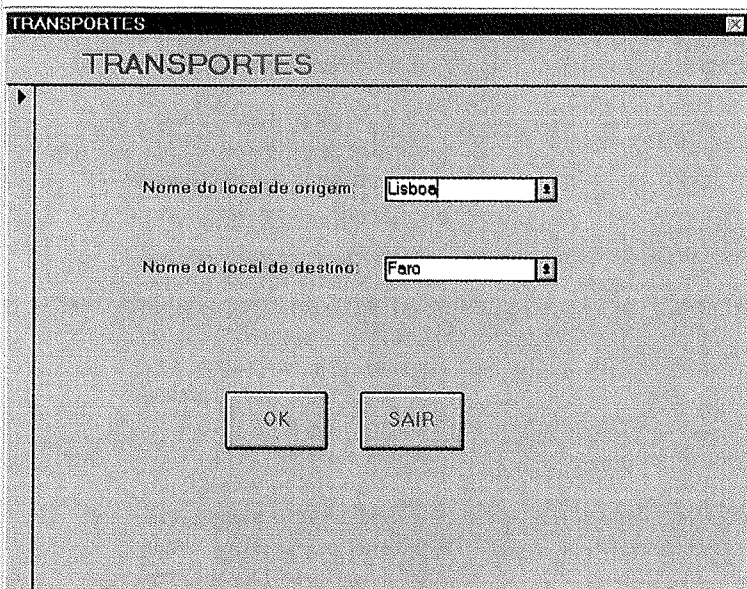 TRANSPORTES
TRANSPORTES
Nome do local de origem: Lisboa
Nome do local de destino: Faro
OK SAIR